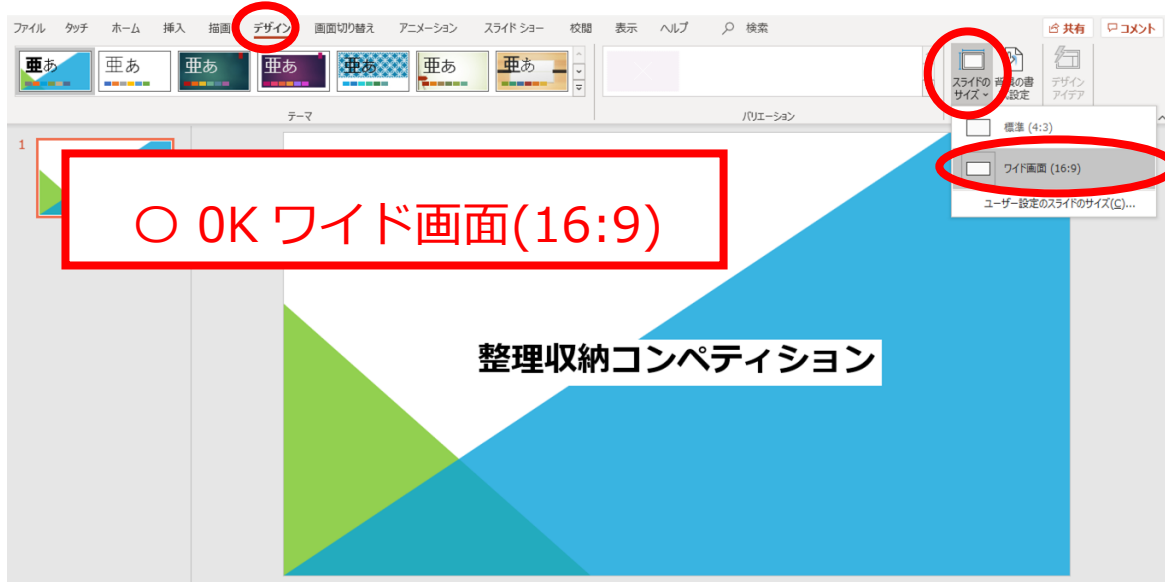 ファイル タッチ ホーム 挿入 描画 デザイン 画面切り替え アニメーション スライド ショー 校閲 表示 ヘルプ 検索 共有 コメント
亜あ 亜あ 亜あ 亜あ 亜あ 亜あ 亜あ
スライドの サイズ
デザイン アイデア
テーマ バリエーション
標準 (4:3)
ワイド画面 (16:9)
ユーザー設定のスライドのサイズ(C)...
1
〇 0K ワイド画面(16:9)
整理収納コンペティション